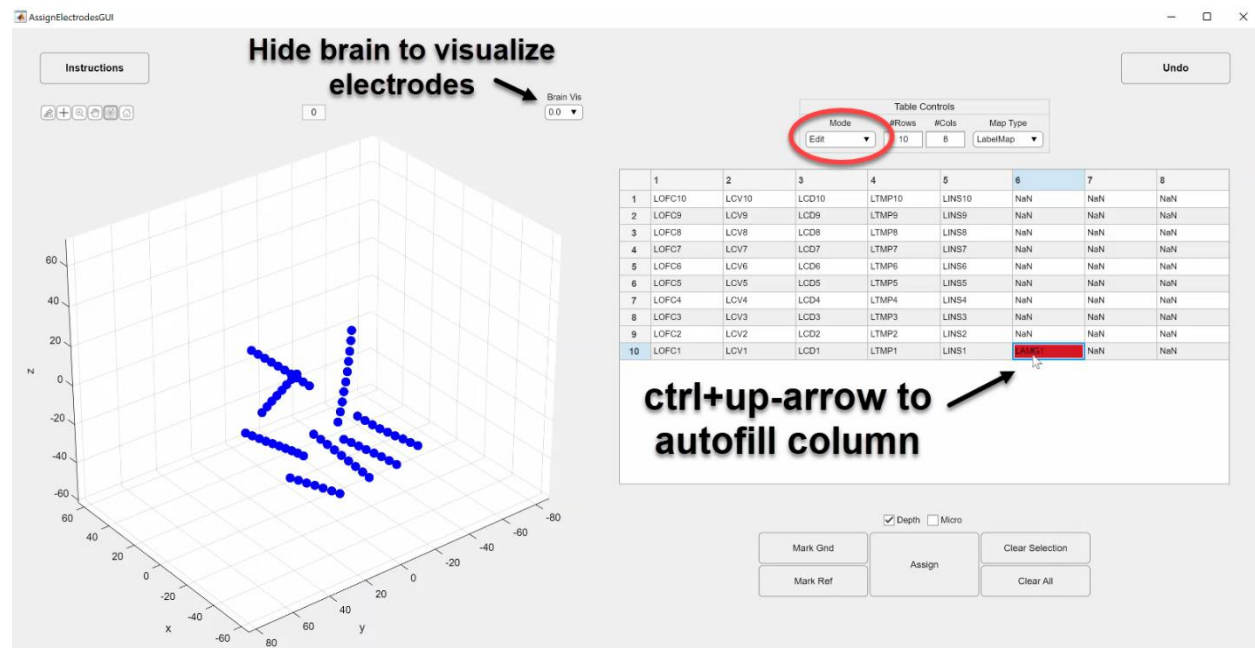 AssignElectrodesGUI
Hide brain to visualize
electrodes
Instructions
Undo
Brain Vis
0
0.0
Table Controls
Mode #Rows #Cols Map Type
Edit 10 8 LabelMap
1 2 3 4 5 6 7 8
1 LOFC10 LCV10 LCD10 LTMP10 LINS10 NaN NaN NaN
2 LOFC9 LCV9 LCD9 LTMP9 LINS9 NaN NaN NaN
3 LOFC8 LCV8 LCD8 LTMP8 LINS8 NaN NaN NaN
4 LOFC7 LCV7 LCD7 LTMP7 LINS7 NaN NaN NaN
5 LOFC6 LCV6 LCD6 LTMP6 LINS6 NaN NaN NaN
6 LOFC5 LCV5 LCD5 LTMP5 LINS5 NaN NaN NaN
7 LOFC4 LCV4 LCD4 LTMP4 LINS4 NaN NaN NaN
8 LOFC3 LCV3 LCD3 LTMP3 LINS3 NaN NaN NaN
9 LOFC2 LCV2 LCD2 LTMP2 LINS2 NaN NaN NaN
10 LOFC1 LCV1 LCD1 LTMP1 LINS1 LAMG1 NaN NaN
ctrl+up-arrow to
autofill column
z
60
40
20
0
-20
-40
-60
60
40
20
0
-20
-40
-60
x
80
60
40
20
0
-20
-40
-60
-80
y
Depth Micro
Mark Gnd
Assign
Clear Selection
Mark Ref
Clear All